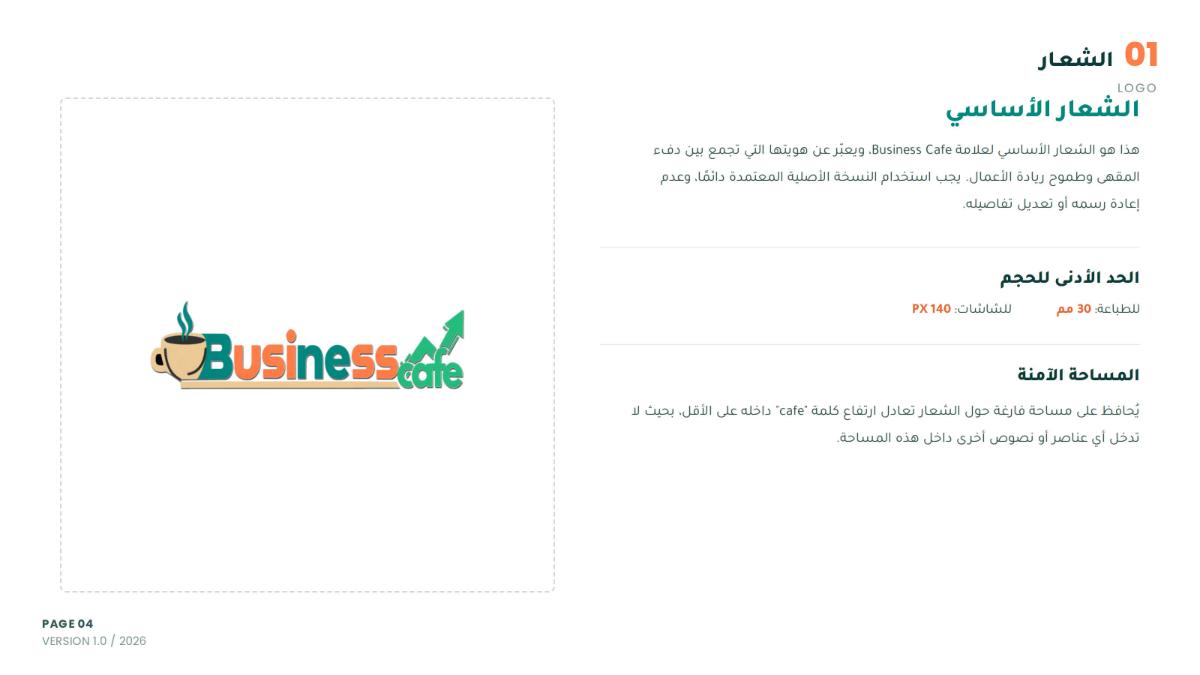 01 الشعار
LOGO
الشعار الأساسي
هذا هو الشعار الأساسي لعلامة Business Cafe، ويعبّر عن هويتها التي تجمع بين دفء
المقهى وطموح ريادة الأعمال. يجب استخدام النسخة الأصلية المعتمدة دائمًا، وعدم
إعادة رسمه أو تعديل تفاصيله.
الحد الأدنى للحجم
للطباعة: 30 مم للشاشات: 140 PX
المساحة الآمنة
يُحافظ على مساحة فارغة حول الشعار تعادل ارتفاع كلمة "cafe" داخله على الأقل، بحيث لا
تدخل أي عناصر أو نصوص أخرى داخل هذه المساحة.
Business
cafe
PAGE 04
VERSION 1.0 / 2026